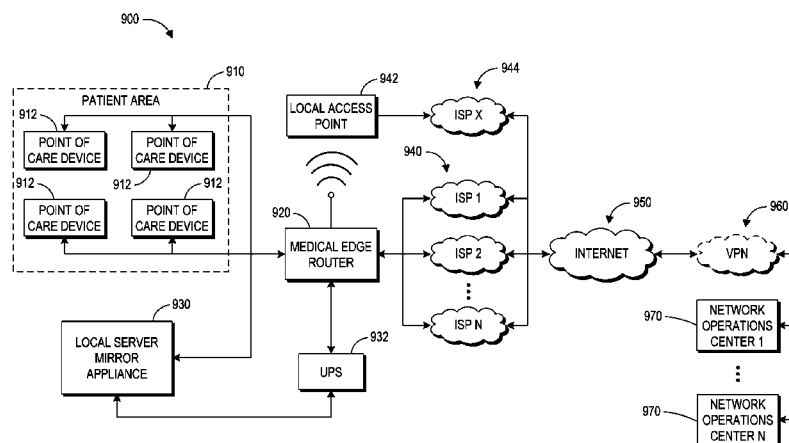 900
910
PATIENT AREA
912
POINT OF
CARE DEVICE
POINT OF
CARE DEVICE
912
912
912
POINT OF
CARE DEVICE
POINT OF
CARE DEVICE
930
LOCAL SERVER
MIRROR
APPLIANCE
942
LOCAL ACCESS
POINT
944
ISP X
920
MEDICAL EDGE
ROUTER
932
UPS
940
ISP 1
ISP 2
ISP N
950
INTERNET
960
VPN
970
NETWORK
OPERATIONS
CENTER 1
970
NETWORK
OPERATIONS
CENTER N